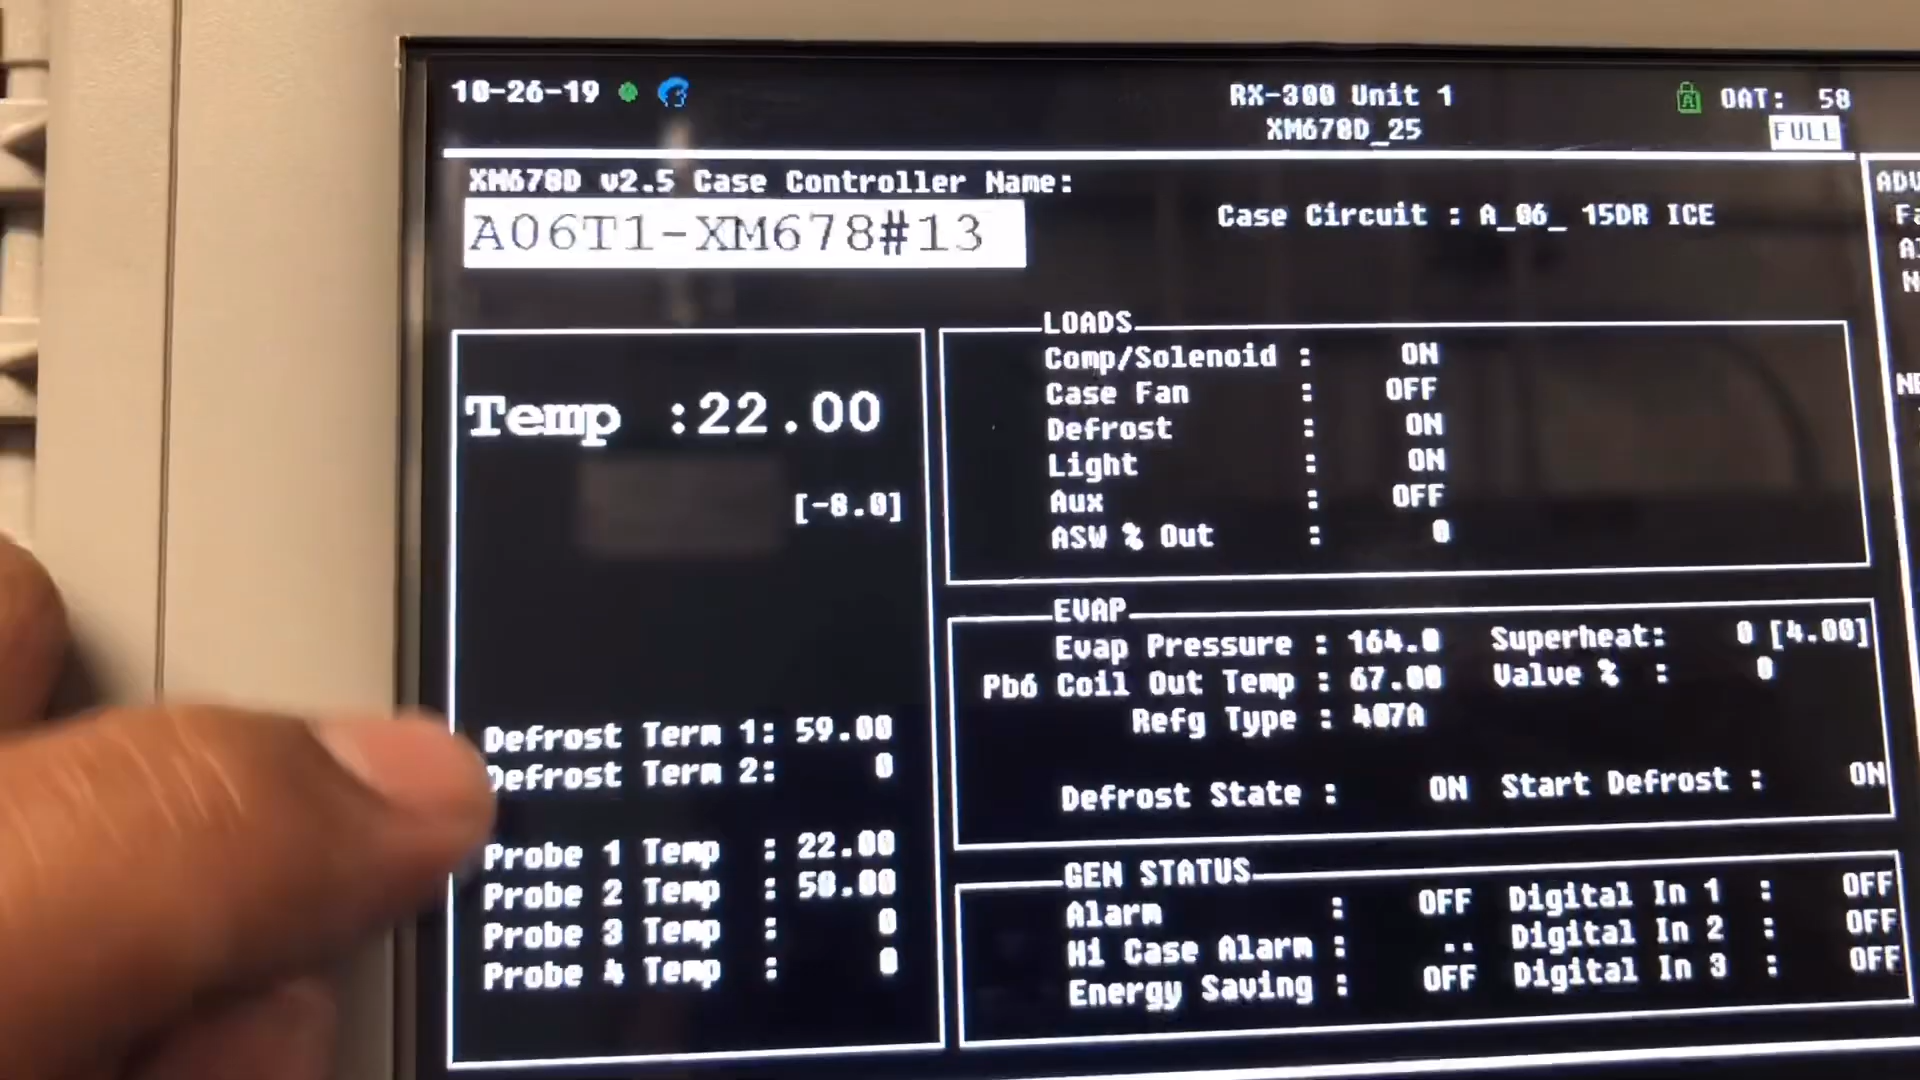 10-26-19
RX-300 Unit 1
OAT: 58
XM678D_25
FULL
XM678D v2.5 Case Controller Name:
A06T1-XM678#13
Case Circuit : A_06_ 15DR ICE
Temp :22.00
[-8.0]
Defrost Term 1: 59.00
Defrost Term 2: 0
Probe 1 Temp : 22.00
Probe 2 Temp : 58.00
Probe 3 Temp : 0
Probe 4 Temp : 0
LOADS
Comp/Solenoid : ON
Case Fan : OFF
Defrost : ON
Light : ON
Aux : OFF
ASW % Out : 0
EVAP
Evap Pressure : 164.0 Superheat: 0 [4.00]
Pb6 Coil Out Temp : 67.00 Valve % : 0
Refg Type : 407A
Defrost State : ON Start Defrost : ON
GEN STATUS
Alarm : OFF Digital In 1 : OFF
Hi Case Alarm : .. Digital In 2 : OFF
Energy Saving : OFF Digital In 3 : OFF